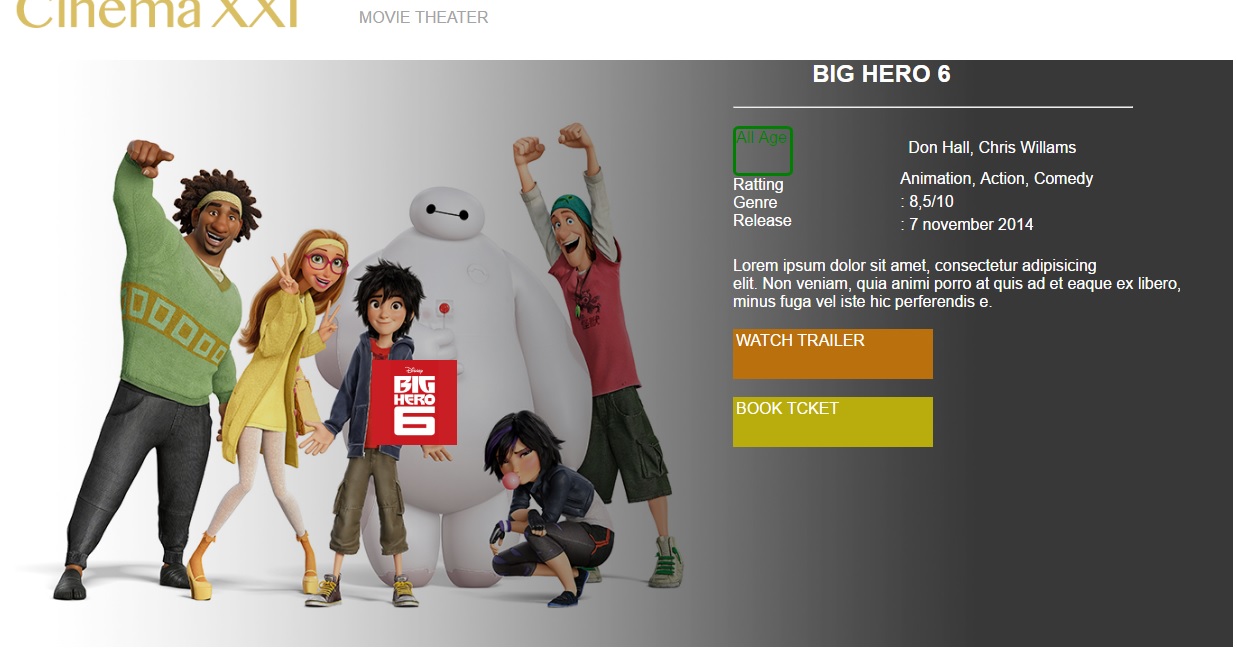 Cinema XXI
MOVIE THEATER
BIG HERO 6
All Age
Don Hall, Chris Willams
Animation, Action, Comedy
Ratting
: 8,5/10
Genre
Release
: 7 november 2014
Lorem ipsum dolor sit amet, consectetur adipisicing
elit. Non veniam, quia animi porro at quis ad et eaque ex libero,
minus fuga vel iste hic perferendis e.
WATCH TRAILER
BOOK TCKET
Disney
BIG
HERO
6